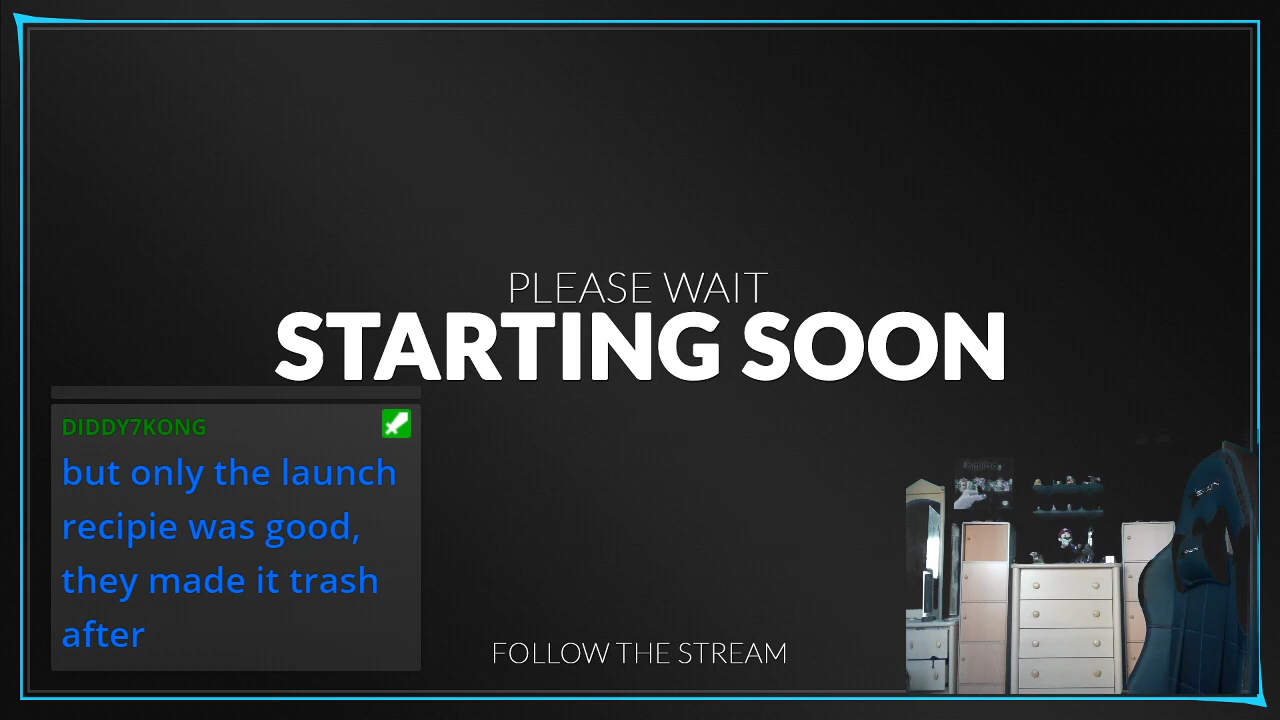 PLEASE WAIT
STARTING SOON
DIDDY7KONG
but only the launch
recipie was good,
they made it trash
after
FOLLOW THE STREAM